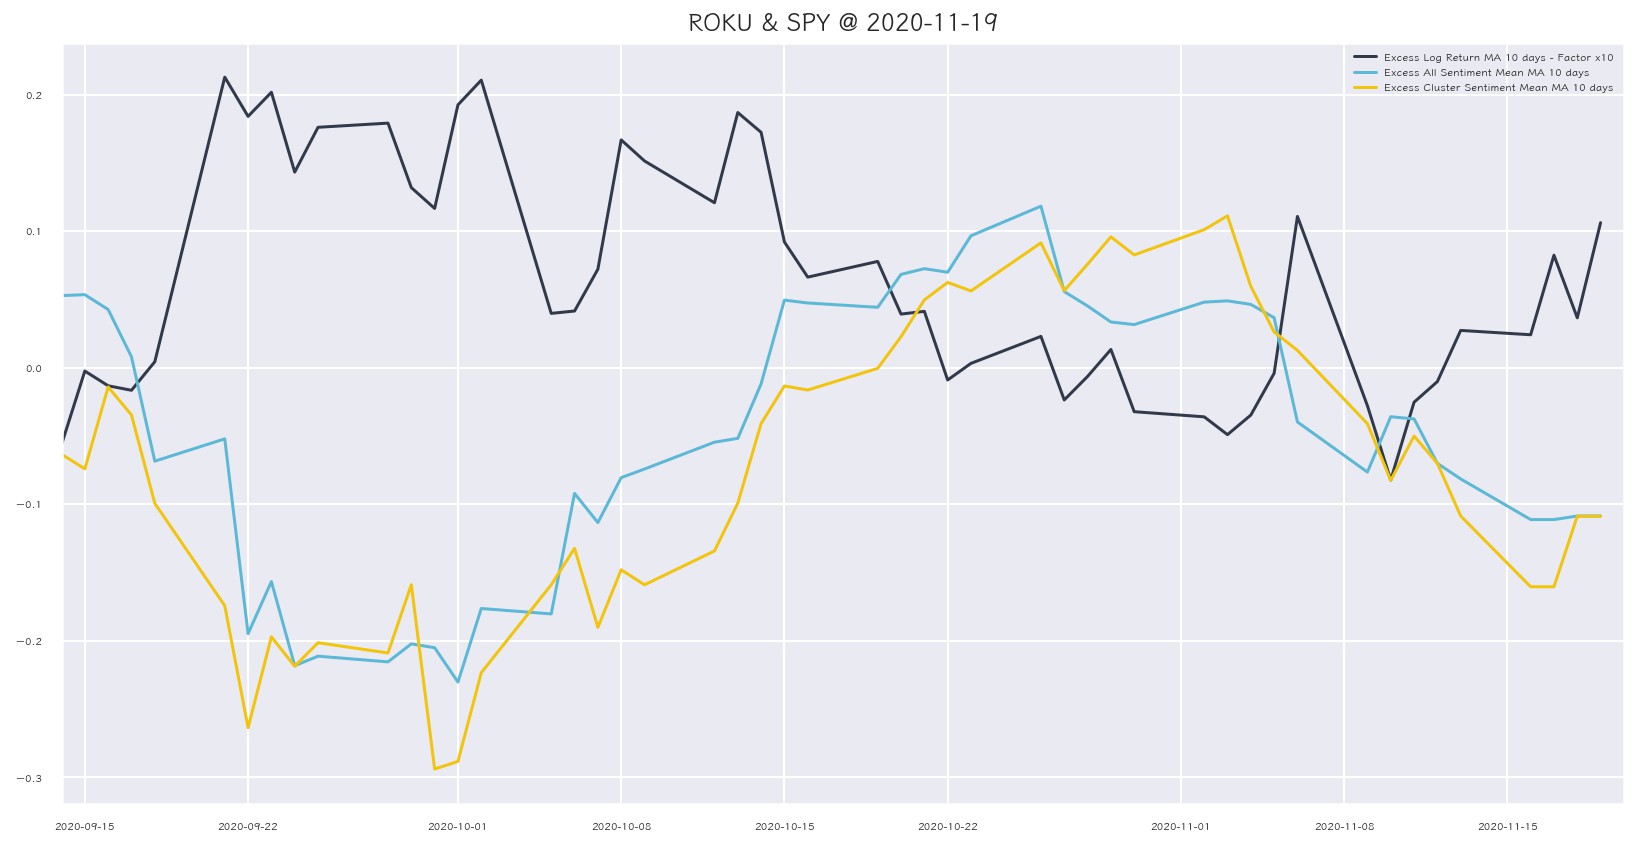 ROKU & SPY @ 2020-11-19
Excess Log Return MA 10 days - Factor x10
Excess All Sentiment Mean MA 10 days
Excess Cluster Sentiment Mean MA 10 days
0.2
0.1
0.0
−0.1
−0.2
−0.3
2020-09-15 2020-09-22 2020-10-01 2020-10-08 2020-10-15 2020-10-22 2020-11-01 2020-11-08 2020-11-15